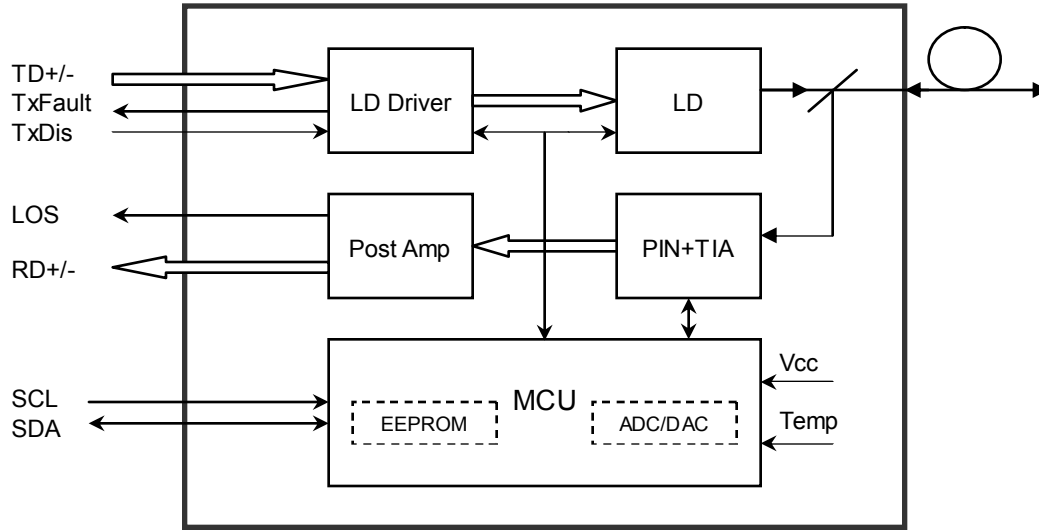 TD+/-
TxFault
TxDis
LD Driver
LD
LOS
RD+/-
Post Amp
PIN+TIA
SCL
SDA
MCU
EEPROM
ADC/DAC
Vcc
Temp